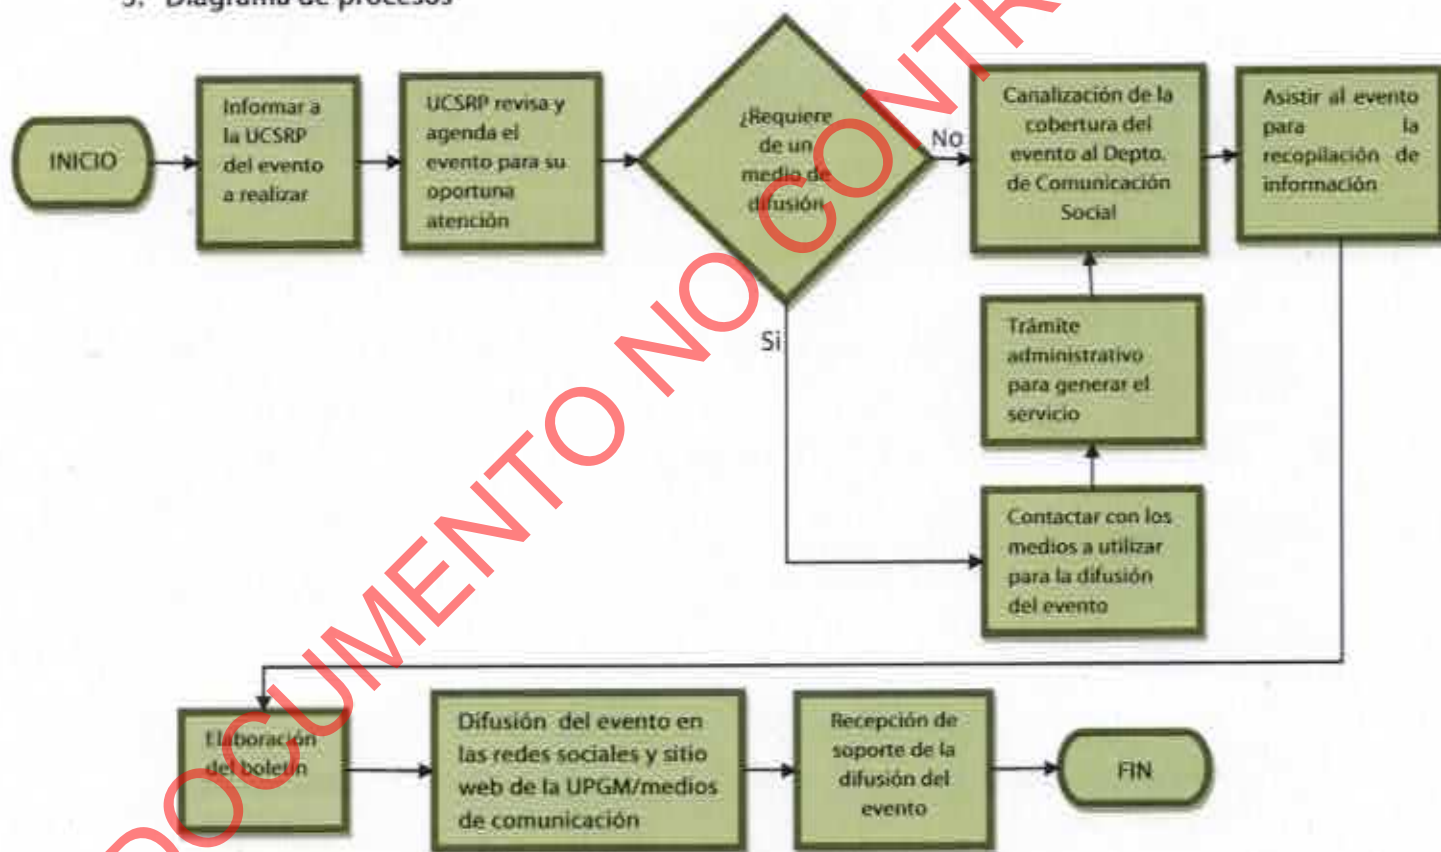 Diagrama de procesos
INICIO
Informar a
la UCSRP
del evento
a realizar
UCSRP revisa y
agenda el
evento para su
oportuna
atención
¿Requiere
de un
medio de
difusión
No
Si
Canalización de la
cobertura del
evento al Depto.
de Comunicación
Social
Asistir al evento
para la
recopilación de
información
Trámite
administrativo
para generar el
servicio
Contactar con los
medios a utilizar
para la difusión
del evento
Elaboración
del boletín
Difusión del evento en
las redes sociales y sitio
web de la UPGM/medios
de comunicación
Recepción de
soporte de la
difusión del
evento
FIN
DOCUMENTO NO CONTR